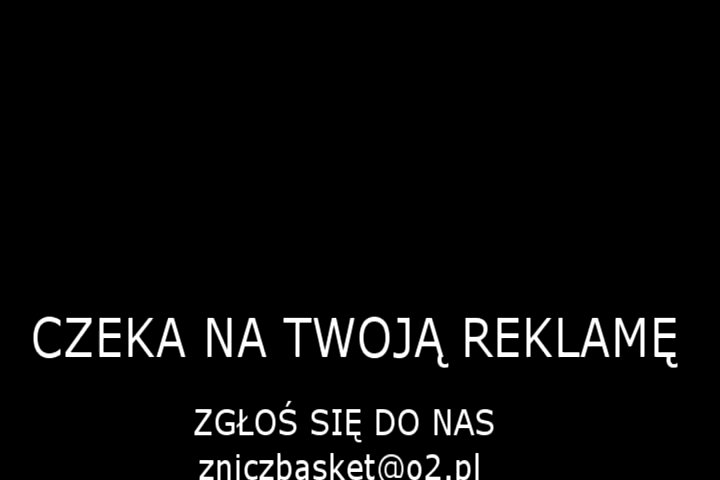 CZEKA NA TWOJĄ REKLAMĘ
ZGŁOŚ SIĘ DO NAS
zniczbasket@o2.pl